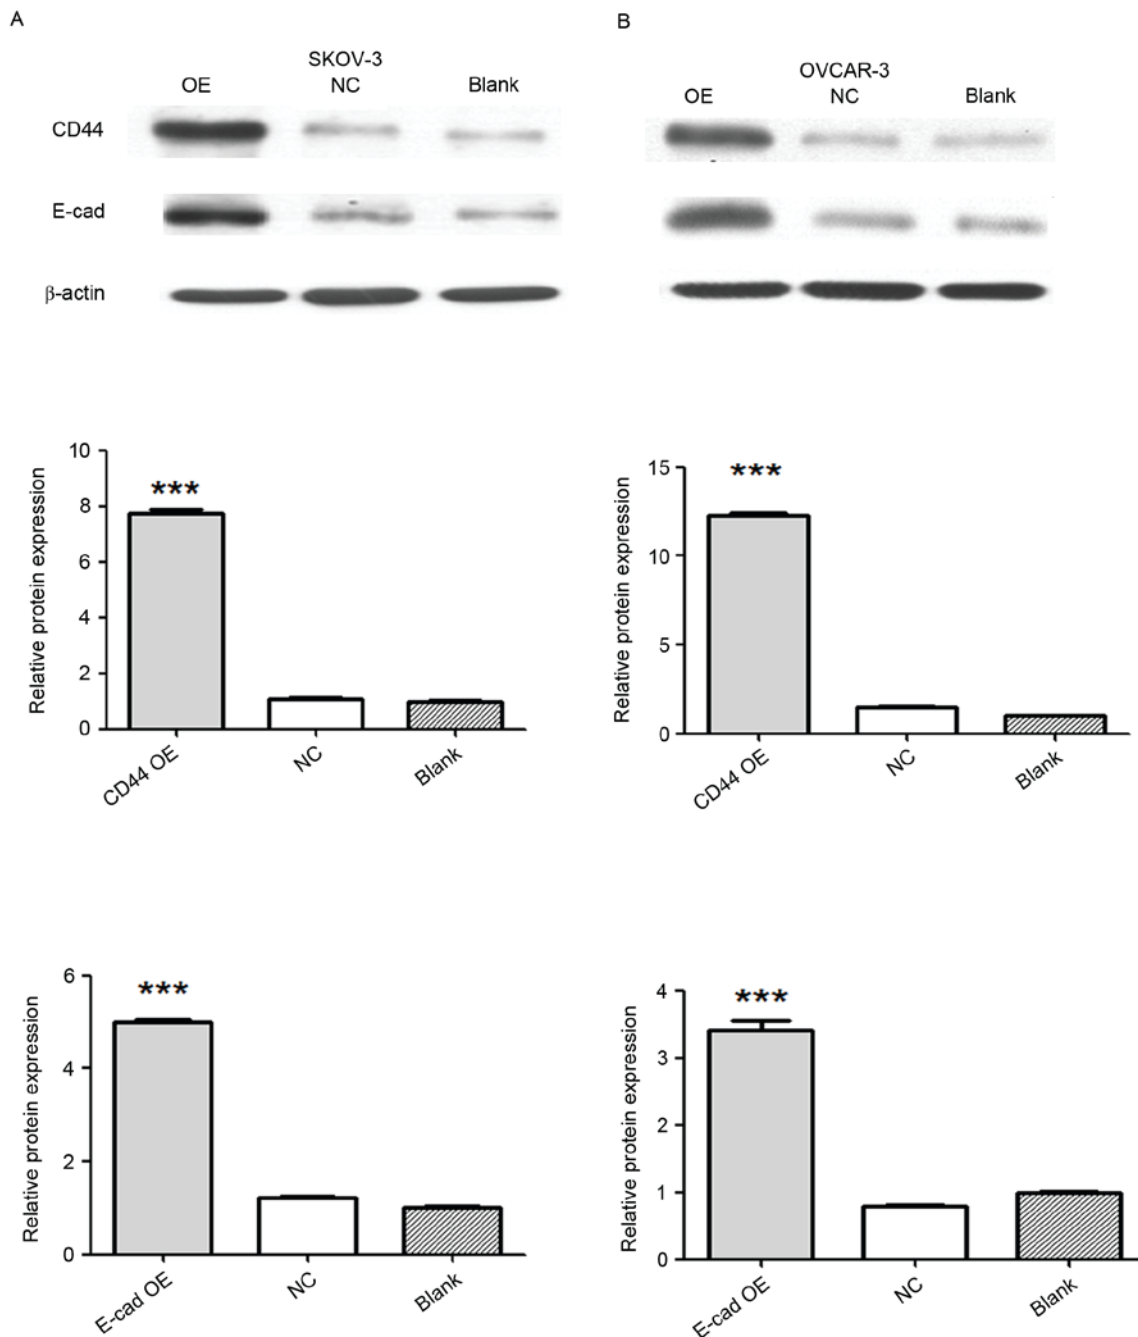 A
SKOV-3
OE NC Blank
CD44
E-cad
β-actin
B
OVCAR-3
OE NC Blank
Relative protein expression
10
8
6
4
2
0
***
CD44 OE NC Blank
Relative protein expression
15
10
5
0
***
CD44 OE NC Blank
Relative protein expression
6
4
2
0
***
E-cad OE NC Blank
Relative protein expression
4
3
2
1
0
***
E-cad OE NC Blank